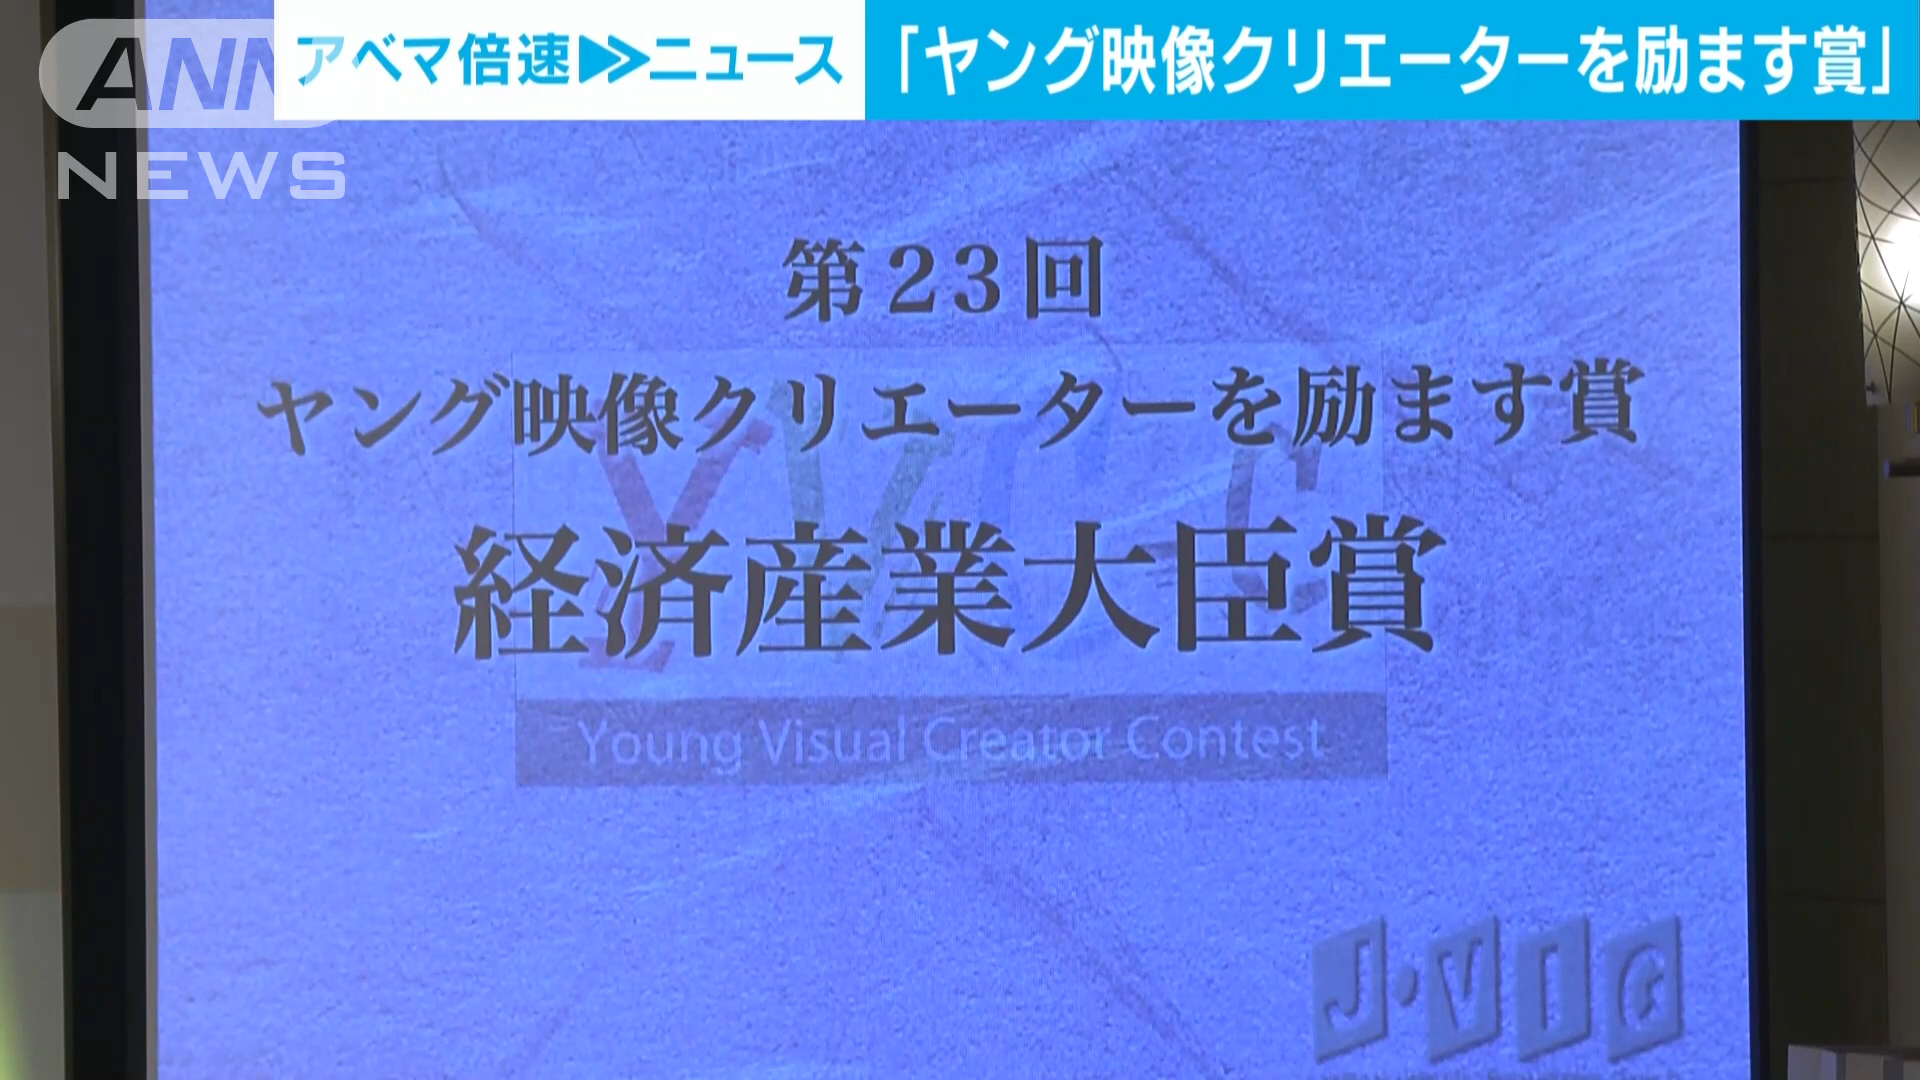 ANN NEWS
アベマ倍速ニュース
「ヤング映像クリエーターを励ます賞」
第23回
ヤング映像クリエーターを励ます賞
経済産業大臣賞
YVCC
Young Visual Creator Contest
J・VIG